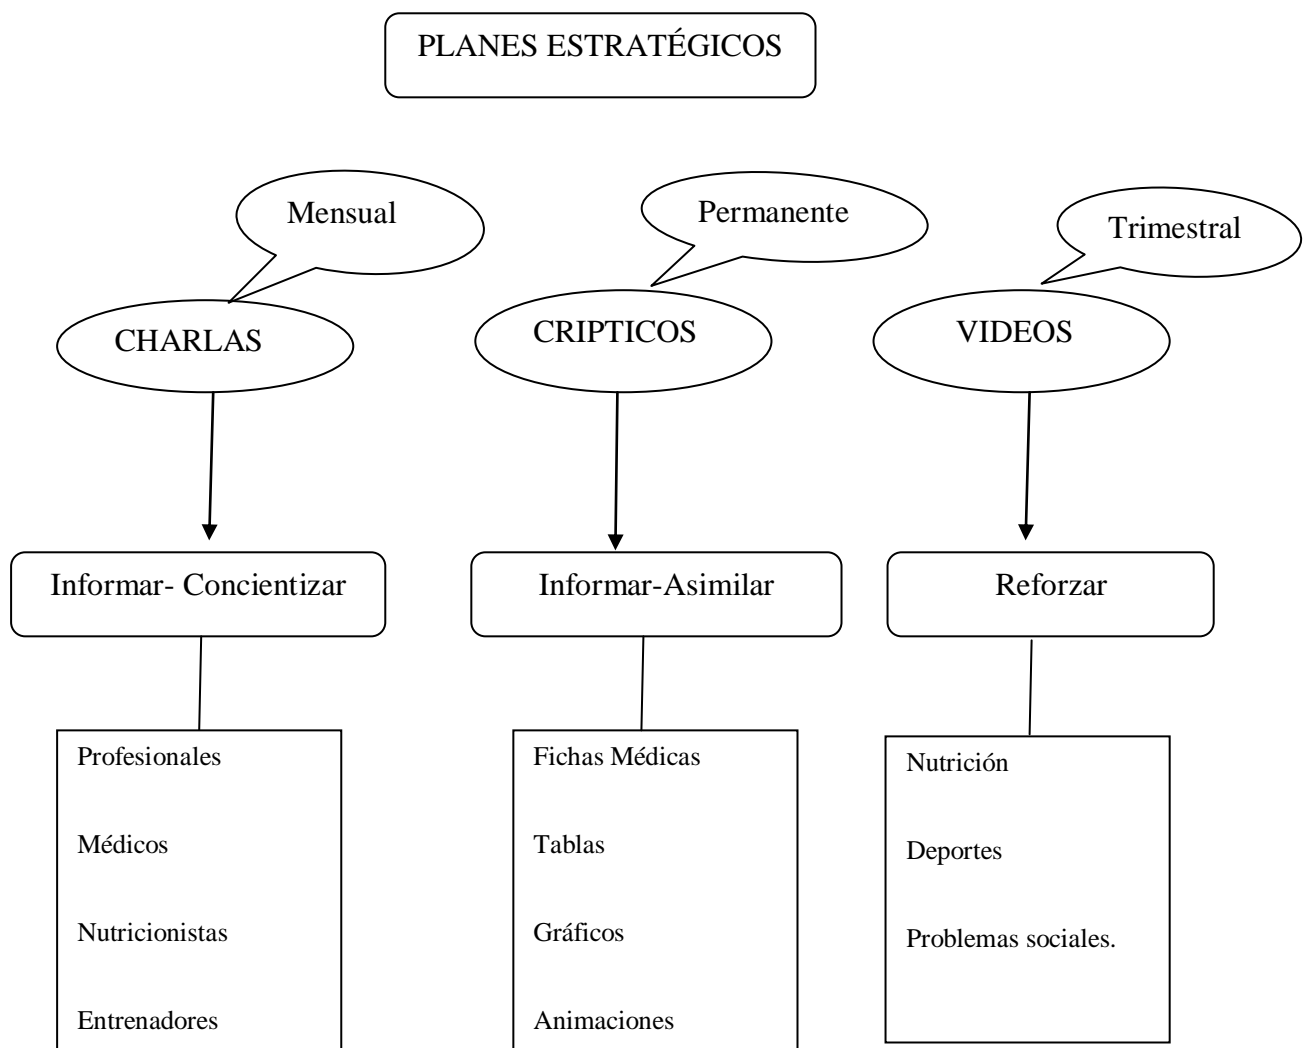 PLANES ESTRATÉGICOS
Mensual
Permanente
Trimestral
CHARLAS
CRIPTICOS
VIDEOS
Informar- Concientizar
Informar-Asimilar
Reforzar
Profesionales
Médicos
Nutricionistas
Entrenadores
Fichas Médicas
Tablas
Gráficos
Animaciones
Nutrición
Deportes
Problemas sociales.